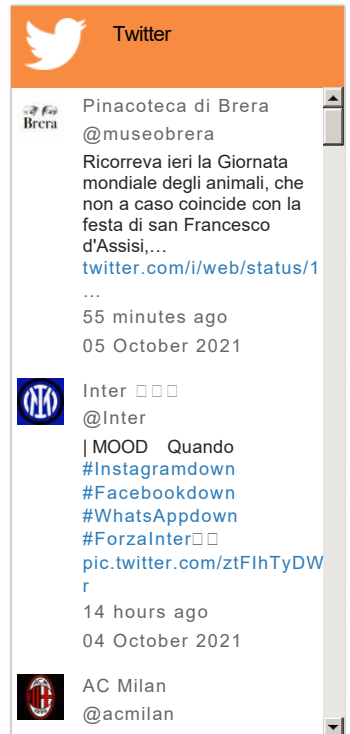 Twitter
Brera
Pinacoteca di Brera
@museobrera
Ricorreva ieri la Giornata
mondiale degli animali, che
non a caso coincide con la
festa di san Francesco
d'Assisi,…
twitter.com/i/web/status/1
…
55 minutes ago
05 October 2021
Inter □□□
@Inter
| MOOD Quando
#Instagramdown
#Facebookdown
#WhatsAppdown
#ForzaInter□□
pic.twitter.com/ztFIhTyDW
r
14 hours ago
04 October 2021
AC Milan
@acmilan